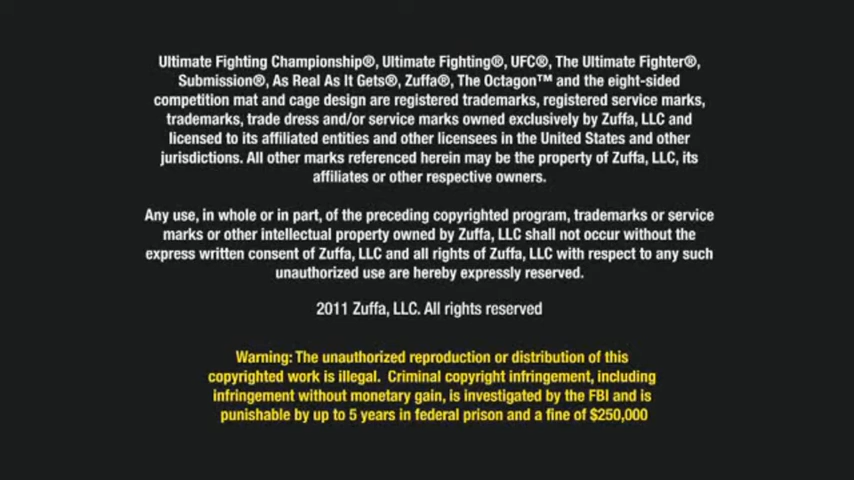 Ultimate Fighting Championship®, Ultimate Fighting®, UFC®, The Ultimate Fighter®,
Submission®, As Real As It Gets®, Zuffa®, The Octagon™ and the eight-sided
competition mat and cage design are registered trademarks, registered service marks,
trademarks, trade dress and/or service marks owned exclusively by Zuffa, LLC and
licensed to its affiliated entities and other licensees in the United States and other
jurisdictions. All other marks referenced herein may be the property of Zuffa, LLC, its
affiliates or other respective owners.
Any use, in whole or in part, of the preceding copyrighted program, trademarks or service
marks or other intellectual property owned by Zuffa, LLC shall not occur without the
express written consent of Zuffa, LLC and all rights of Zuffa, LLC with respect to any such
unauthorized use are hereby expressly reserved.
2011 Zuffa, LLC. All rights reserved
Warning: The unauthorized reproduction or distribution of this
copyrighted work is illegal. Criminal copyright infringement, including
infringement without monetary gain, is investigated by the FBI and is
punishable by up to 5 years in federal prison and a fine of $250,000